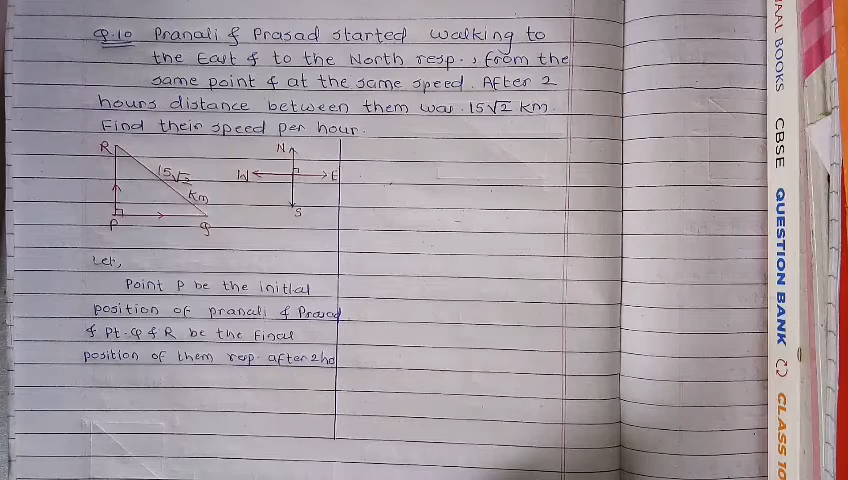 Q.10 Pranali & Prasad started walking to
the East & to the North resp., from the
same point & at the same speed. After 2
hours distance between them was 15√2 km.
Find their speed per hour.
R
15√2
km
P
Q
N
W
E
S
Let,
Point P be the initial
position of pranali & Prasad
& pt. Q & R be the final
position of them resp. after 2ho
BOOKS CBSE QUESTION BANK CLASS 10